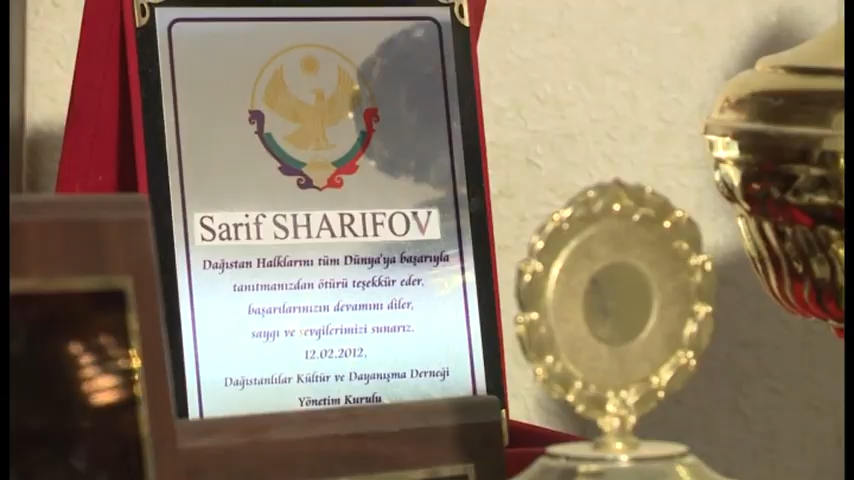 Sarif SHARIFOV
Dağıstan Halklarını tüm Dünya'ya başarıyla
tanıtmanızdan ötürü teşekkür eder,
başarılarınızın devamını diler,
saygı ve sevgilerimizi sunarız.
12.02.2012,
Dağıstanlılar Kültür ve Dayanışma Derneği
Yönetim Kurulu